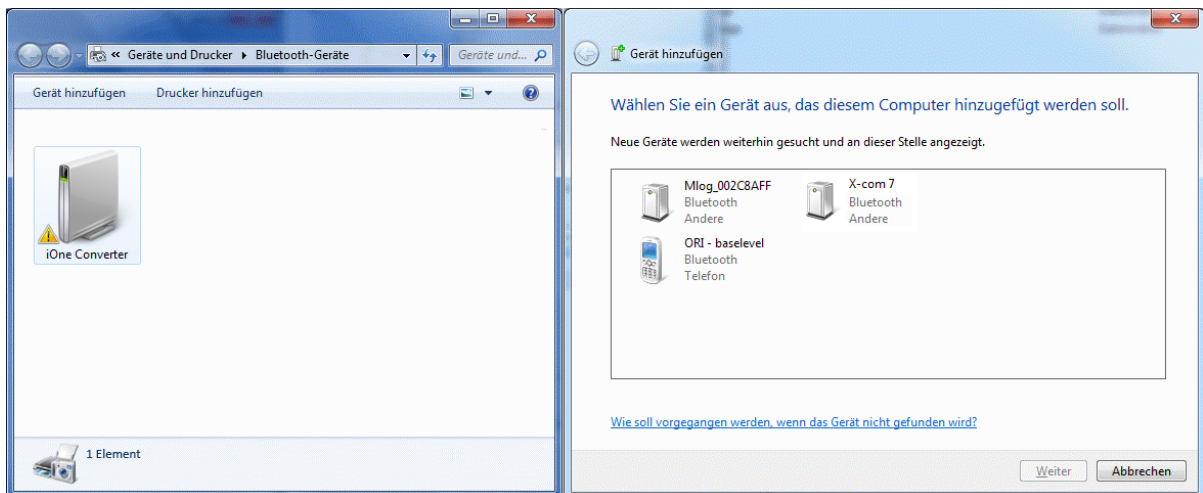 « Geräte und Drucker ▸ Bluetooth-Geräte
Geräte und...
Gerät hinzufügen Drucker hinzufügen
iOne Converter
1 Element
Gerät hinzufügen
Wählen Sie ein Gerät aus, das diesem Computer hinzugefügt werden soll.
Neue Geräte werden weiterhin gesucht und an dieser Stelle angezeigt.
Mlog_002C8AFF
Bluetooth
Andere
X-com 7
Bluetooth
Andere
ORI - baselevel
Bluetooth
Telefon
Wie soll vorgegangen werden, wenn das Gerät nicht gefunden wird?
Weiter Abbrechen